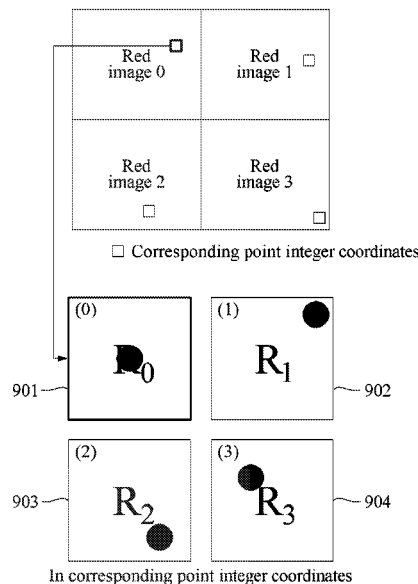 Red
image 0
Red
image 1
Red
image 2
Red
image 3
□ Corresponding point integer coordinates
(0)
R0
901
(1)
R1
902
(2)
R2
903
(3)
R3
904
In corresponding point integer coordinates